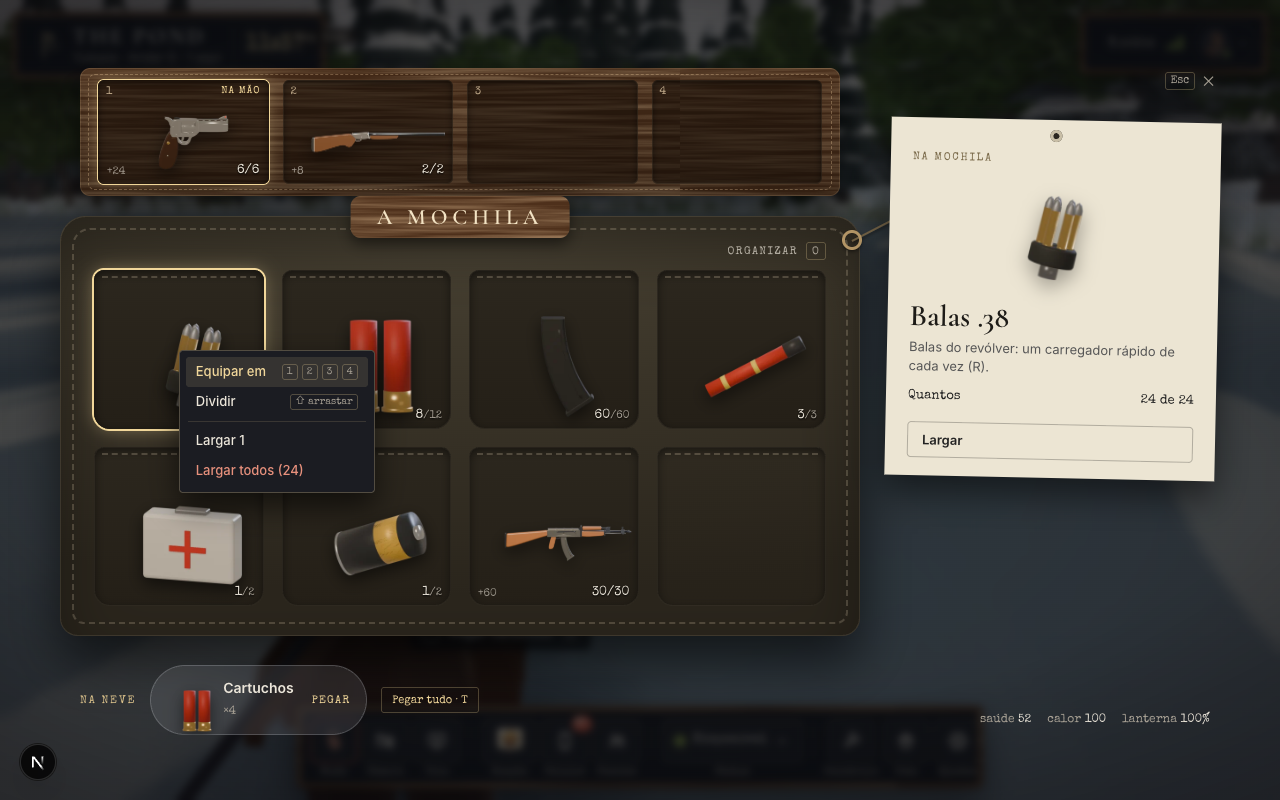 THE POND
Esc
1 NA MÃO
+24 6/6
2
+8 2/2
3
4
A MOCHILA
ORGANIZAR O
8/12
60/60
3/3
1/2
1/2
+60 30/30
Equipar em 1 2 3 4
Dividir ⇧ arrastar
Largar 1
Largar todos (24)
NA MOCHILA
Balas .38
Balas do revólver: um carregador rápido de
cada vez (R).
Quantos 24 de 24
Largar
NA NEVE
Cartuchos
×4
PEGAR
Pegar tudo · T
saúde 52 calor 100 lanterna 100%
N